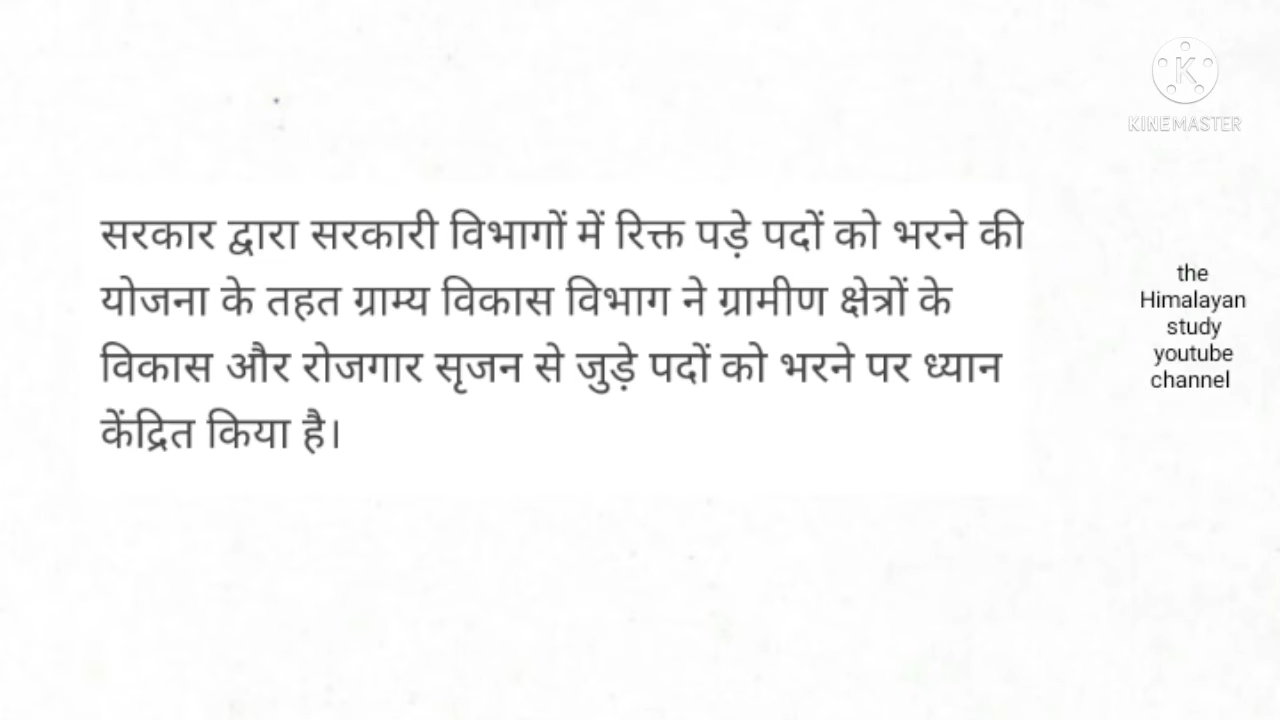 सरकार द्वारा सरकारी विभागों में रिक्त पड़े पदों को भरने की
योजना के तहत ग्राम्य विकास विभाग ने ग्रामीण क्षेत्रों के
विकास और रोजगार सृजन से जुड़े पदों को भरने पर ध्यान
केंद्रित किया है।
K
KINEMASTER
the
Himalayan
study
youtube
channel